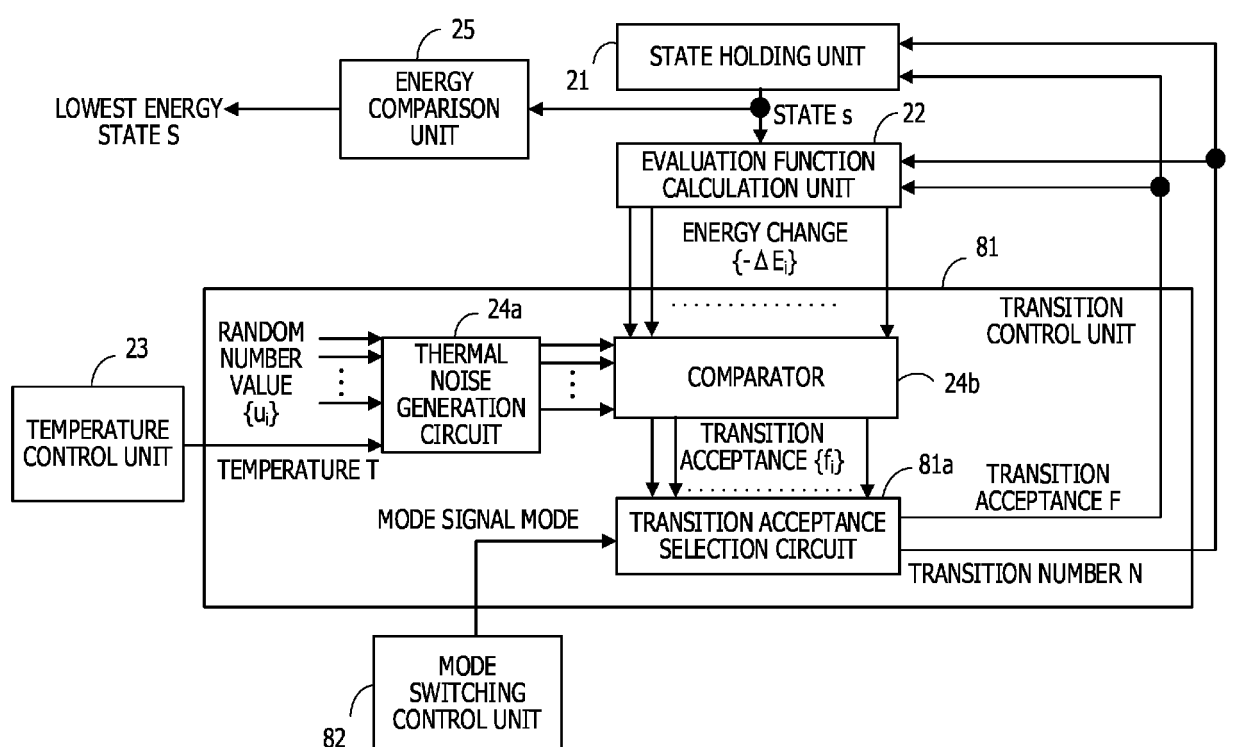 25
ENERGY
COMPARISON
UNIT
LOWEST ENERGY
STATE S
21
STATE HOLDING UNIT
STATE s
22
EVALUATION FUNCTION
CALCULATION UNIT
ENERGY CHANGE
{-ΔEi}
81
TRANSITION
CONTROL UNIT
23
TEMPERATURE
CONTROL UNIT
RANDOM
NUMBER
VALUE
{ui}
TEMPERATURE T
24a
THERMAL
NOISE
GENERATION
CIRCUIT
COMPARATOR
24b
TRANSITION
ACCEPTANCE {fi}
81a
TRANSITION ACCEPTANCE
SELECTION CIRCUIT
TRANSITION
ACCEPTANCE F
TRANSITION NUMBER N
MODE SIGNAL MODE
MODE
SWITCHING
CONTROL UNIT
82